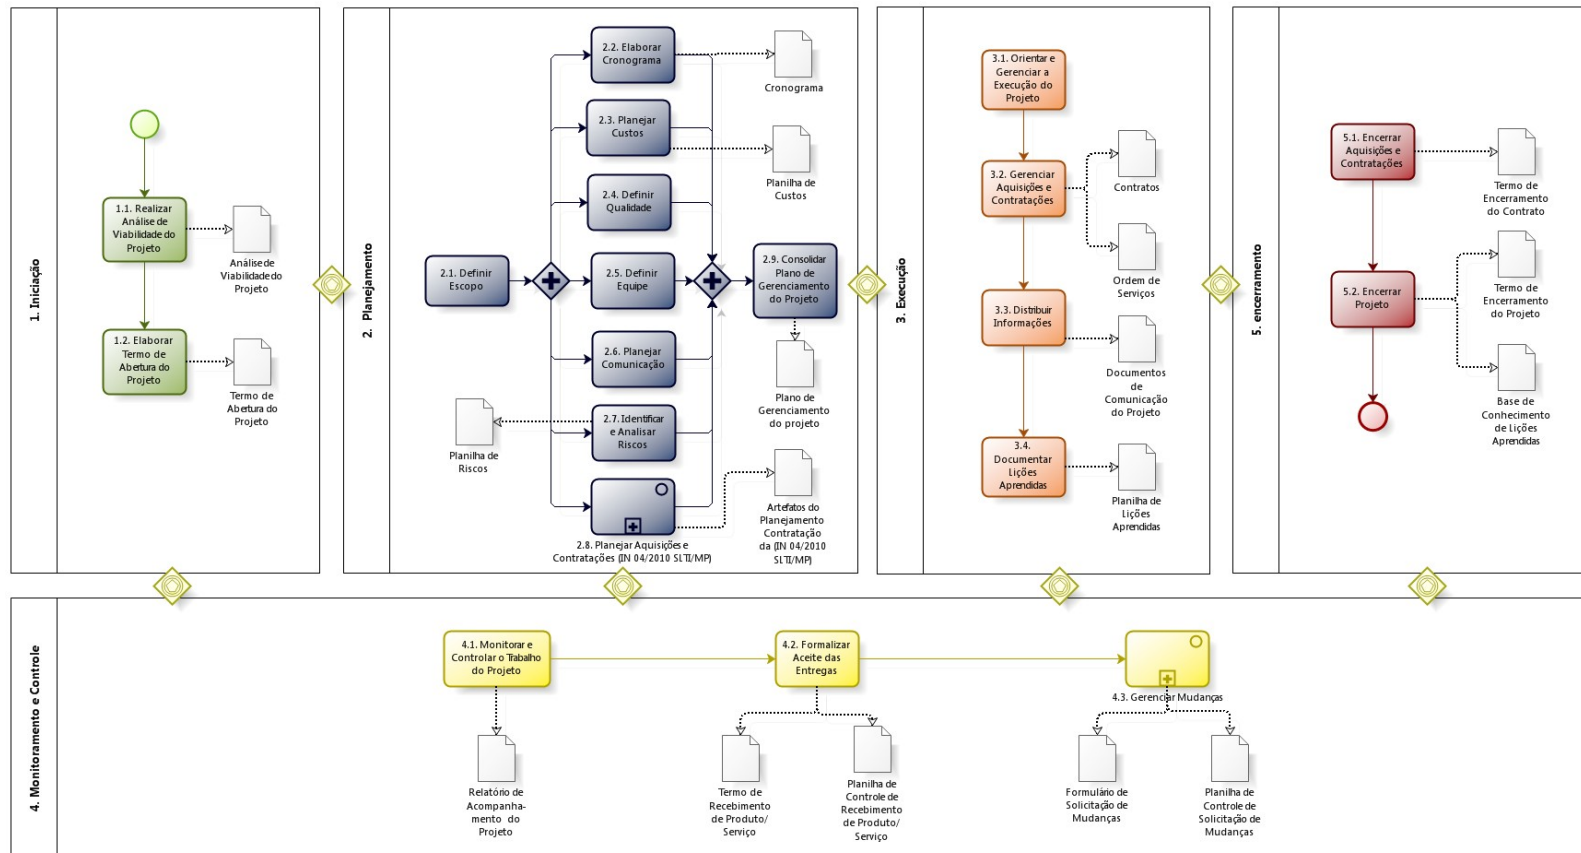 1. Iniciação
1.1. Realizar
Análise de
Viabilidade do
Projeto
Análise de
Viabilidade do
Projeto
1.2. Elaborar
Termo de
Abertura do
Projeto
Termo de
Abertura do
Projeto
2. Planejamento
2.1. Definir
Escopo
2.2. Elaborar
Cronograma
Cronograma
2.3. Planejar
Custos
Planilha de
Custos
2.4. Definir
Qualidade
2.5. Definir
Equipe
2.6. Planejar
Comunicação
2.7. Identificar
e Analisar
Riscos
Planilha de
Riscos
2.8. Planejar Aquisições e
Contratações (IN 04/2010 SLTI/MP)
Artefatos do
Planejamento
Contratação
da (IN 04/2010
SLTI/MP)
2.9. Consolidar
Plano de
Gerenciamento
do Projeto
Plano de
Gerenciamento
do projeto
3. Execução
3.1. Orientar e
Gerenciar a
Execução do
Projeto
3.2. Gerenciar
Aquisições e
Contratações
Contratos
Ordem de
Serviços
3.3. Distribuir
Informações
Documentos
de
Comunicação
do Projeto
3.4.
Documentar
Lições
Aprendidas
Planilha de
Lições
Aprendidas
5. encerramento
5.1. Encerrar
Aquisições e
Contratações
Termo de
Encerramento
do Contrato
5.2. Encerrar
Projeto
Termo de
Encerramento
do Projeto
Base de
Conhecimento
de Lições
Aprendidas
4. Monitoramento e Controle
4.1. Monitorar e
Controlar o Trabalho
do Projeto
Relatório de
Acompanha-
mento do
Projeto
4.2. Formalizar
Aceite das
Entregas
Termo de
Recebimento
de Produto/
Serviço
Planilha de
Controle de
Recebimento
de Produto/
Serviço
4.3. Gerenciar Mudanças
Formulário de
Solicitação de
Mudanças
Planilha de
Controle de
Solicitação de
Mudanças